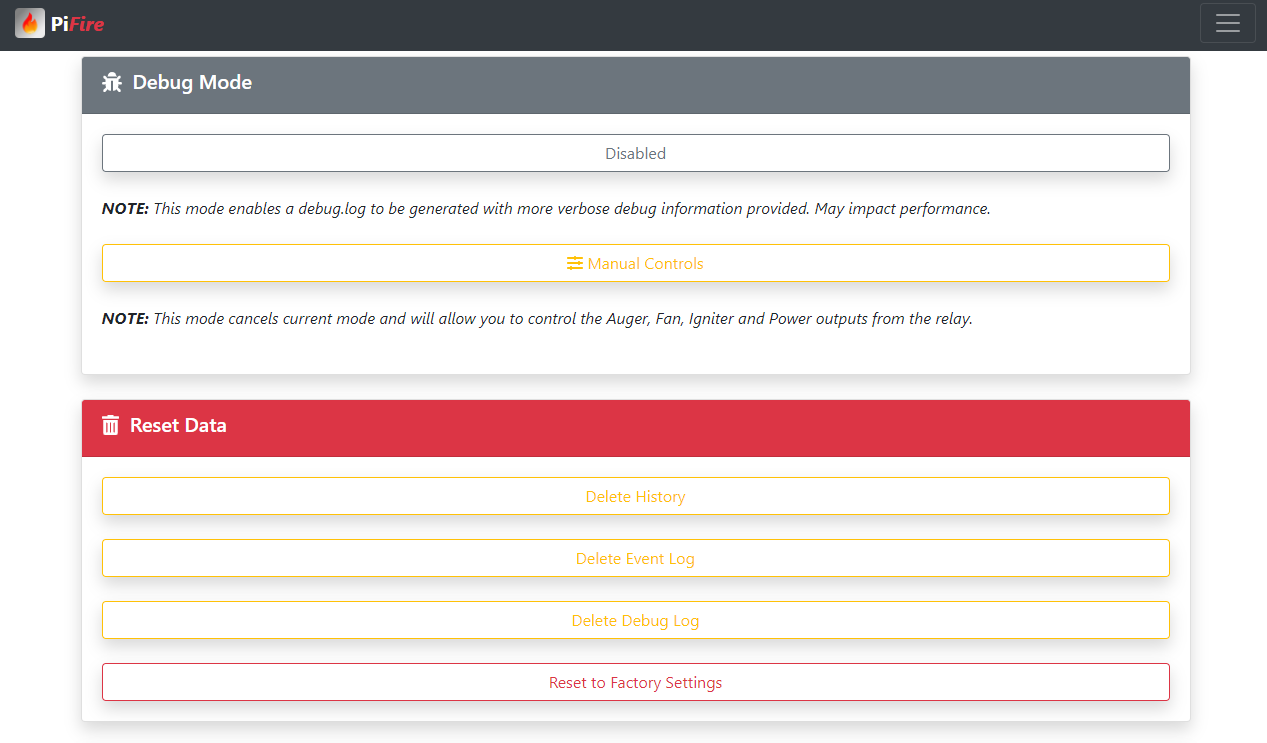 PiFire
Debug Mode
Disabled
NOTE: This mode enables a debug.log to be generated with more verbose debug information provided. May impact performance.
Manual Controls
NOTE: This mode cancels current mode and will allow you to control the Auger, Fan, Igniter and Power outputs from the relay.
Reset Data
Delete History
Delete Event Log
Delete Debug Log
Reset to Factory Settings